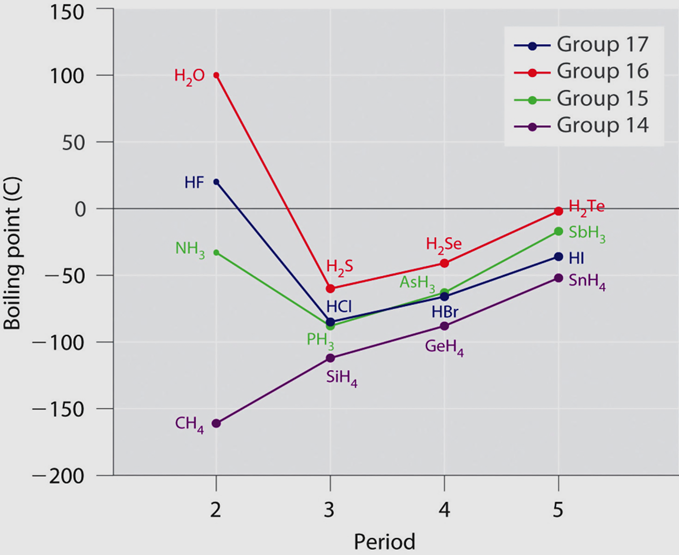 150
100
50
0
−50
−100
−150
−200
Boiling point (C)
2 3 4 5
Period
Group 17
Group 16
Group 15
Group 14
H₂O
HF
NH₃
CH₄
H₂S
HCl
PH₃
SiH₄
H₂Se
AsH₃
HBr
GeH₄
H₂Te
SbH₃
HI
SnH₄